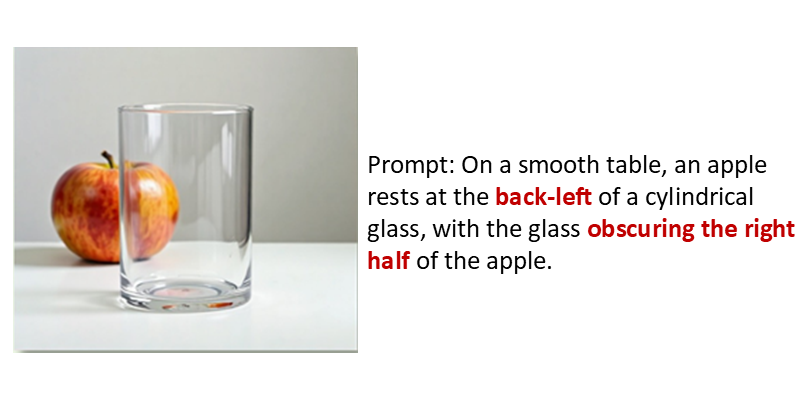 Prompt: On a smooth table, an apple
rests at the back-left of a cylindrical
glass, with the glass obscuring the right
half of the apple.